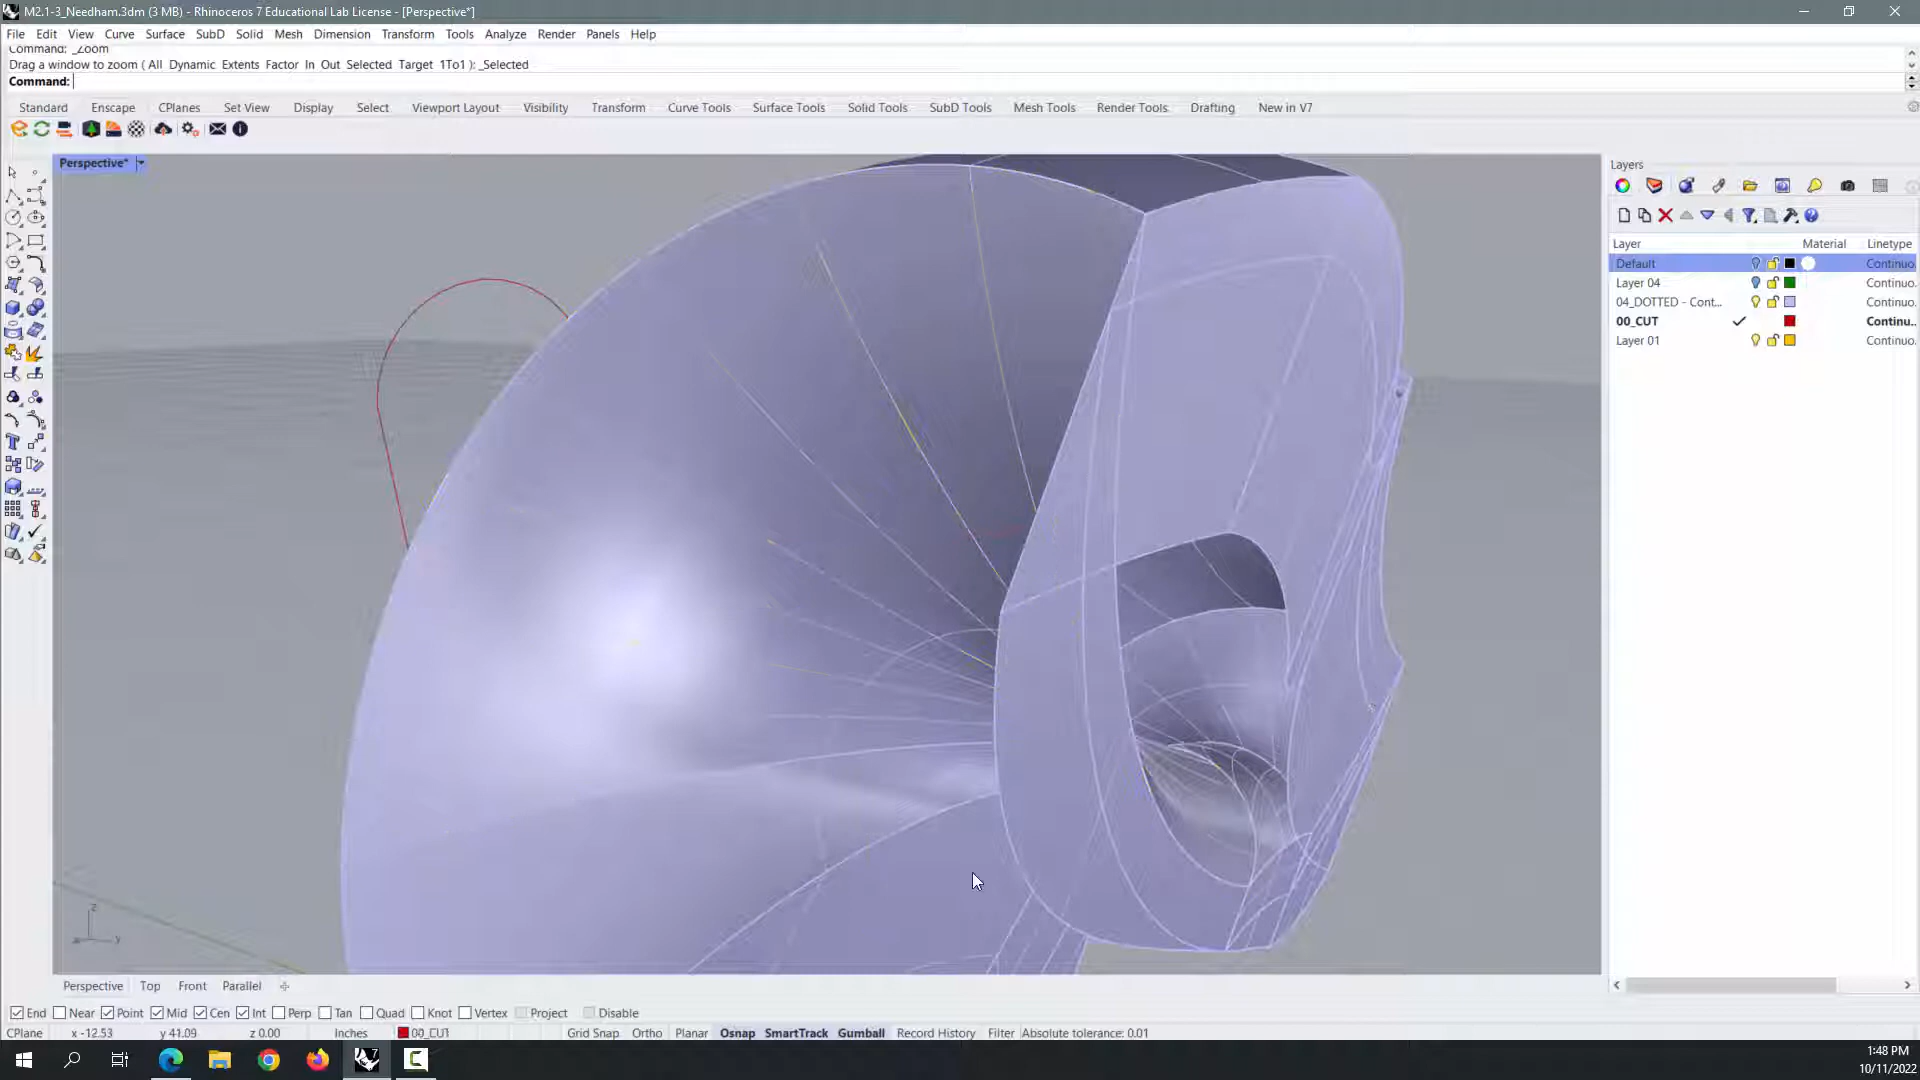 M2.1-3_Needham.3dm (3 MB) - Rhinoceros 7 Educational Lab License - [Perspective*]
File Edit View Curve Surface SubD Solid Mesh Dimension Transform Tools Analyze Render Panels Help
Command: _Zoom
Drag a window to zoom ( All Dynamic Extents Factor In Out Selected Target 1To1 ): _Selected
Command:
Standard Enscape CPlanes Set View Display Select Viewport Layout Visibility Transform Curve Tools Surface Tools Solid Tools SubD Tools Mesh Tools Render Tools Drafting New in V7
Perspective*
Layers
Layer Material Linetype
Default Continuo.
Layer 04 Continuo.
04_DOTTED - Cont... Continuo.
00_CUT Continu..
Layer 01 Continuo.
z
x y
Perspective Top Front Parallel
End Near Point Mid Cen Int Perp Tan Quad Knot Vertex Project Disable
CPlane x -12.53 y 41.09 z 0.00 Inches 00_CUT Grid Snap Ortho Planar Osnap SmartTrack Gumball Record History Filter Absolute tolerance: 0.01
1:48 PM
10/11/2022